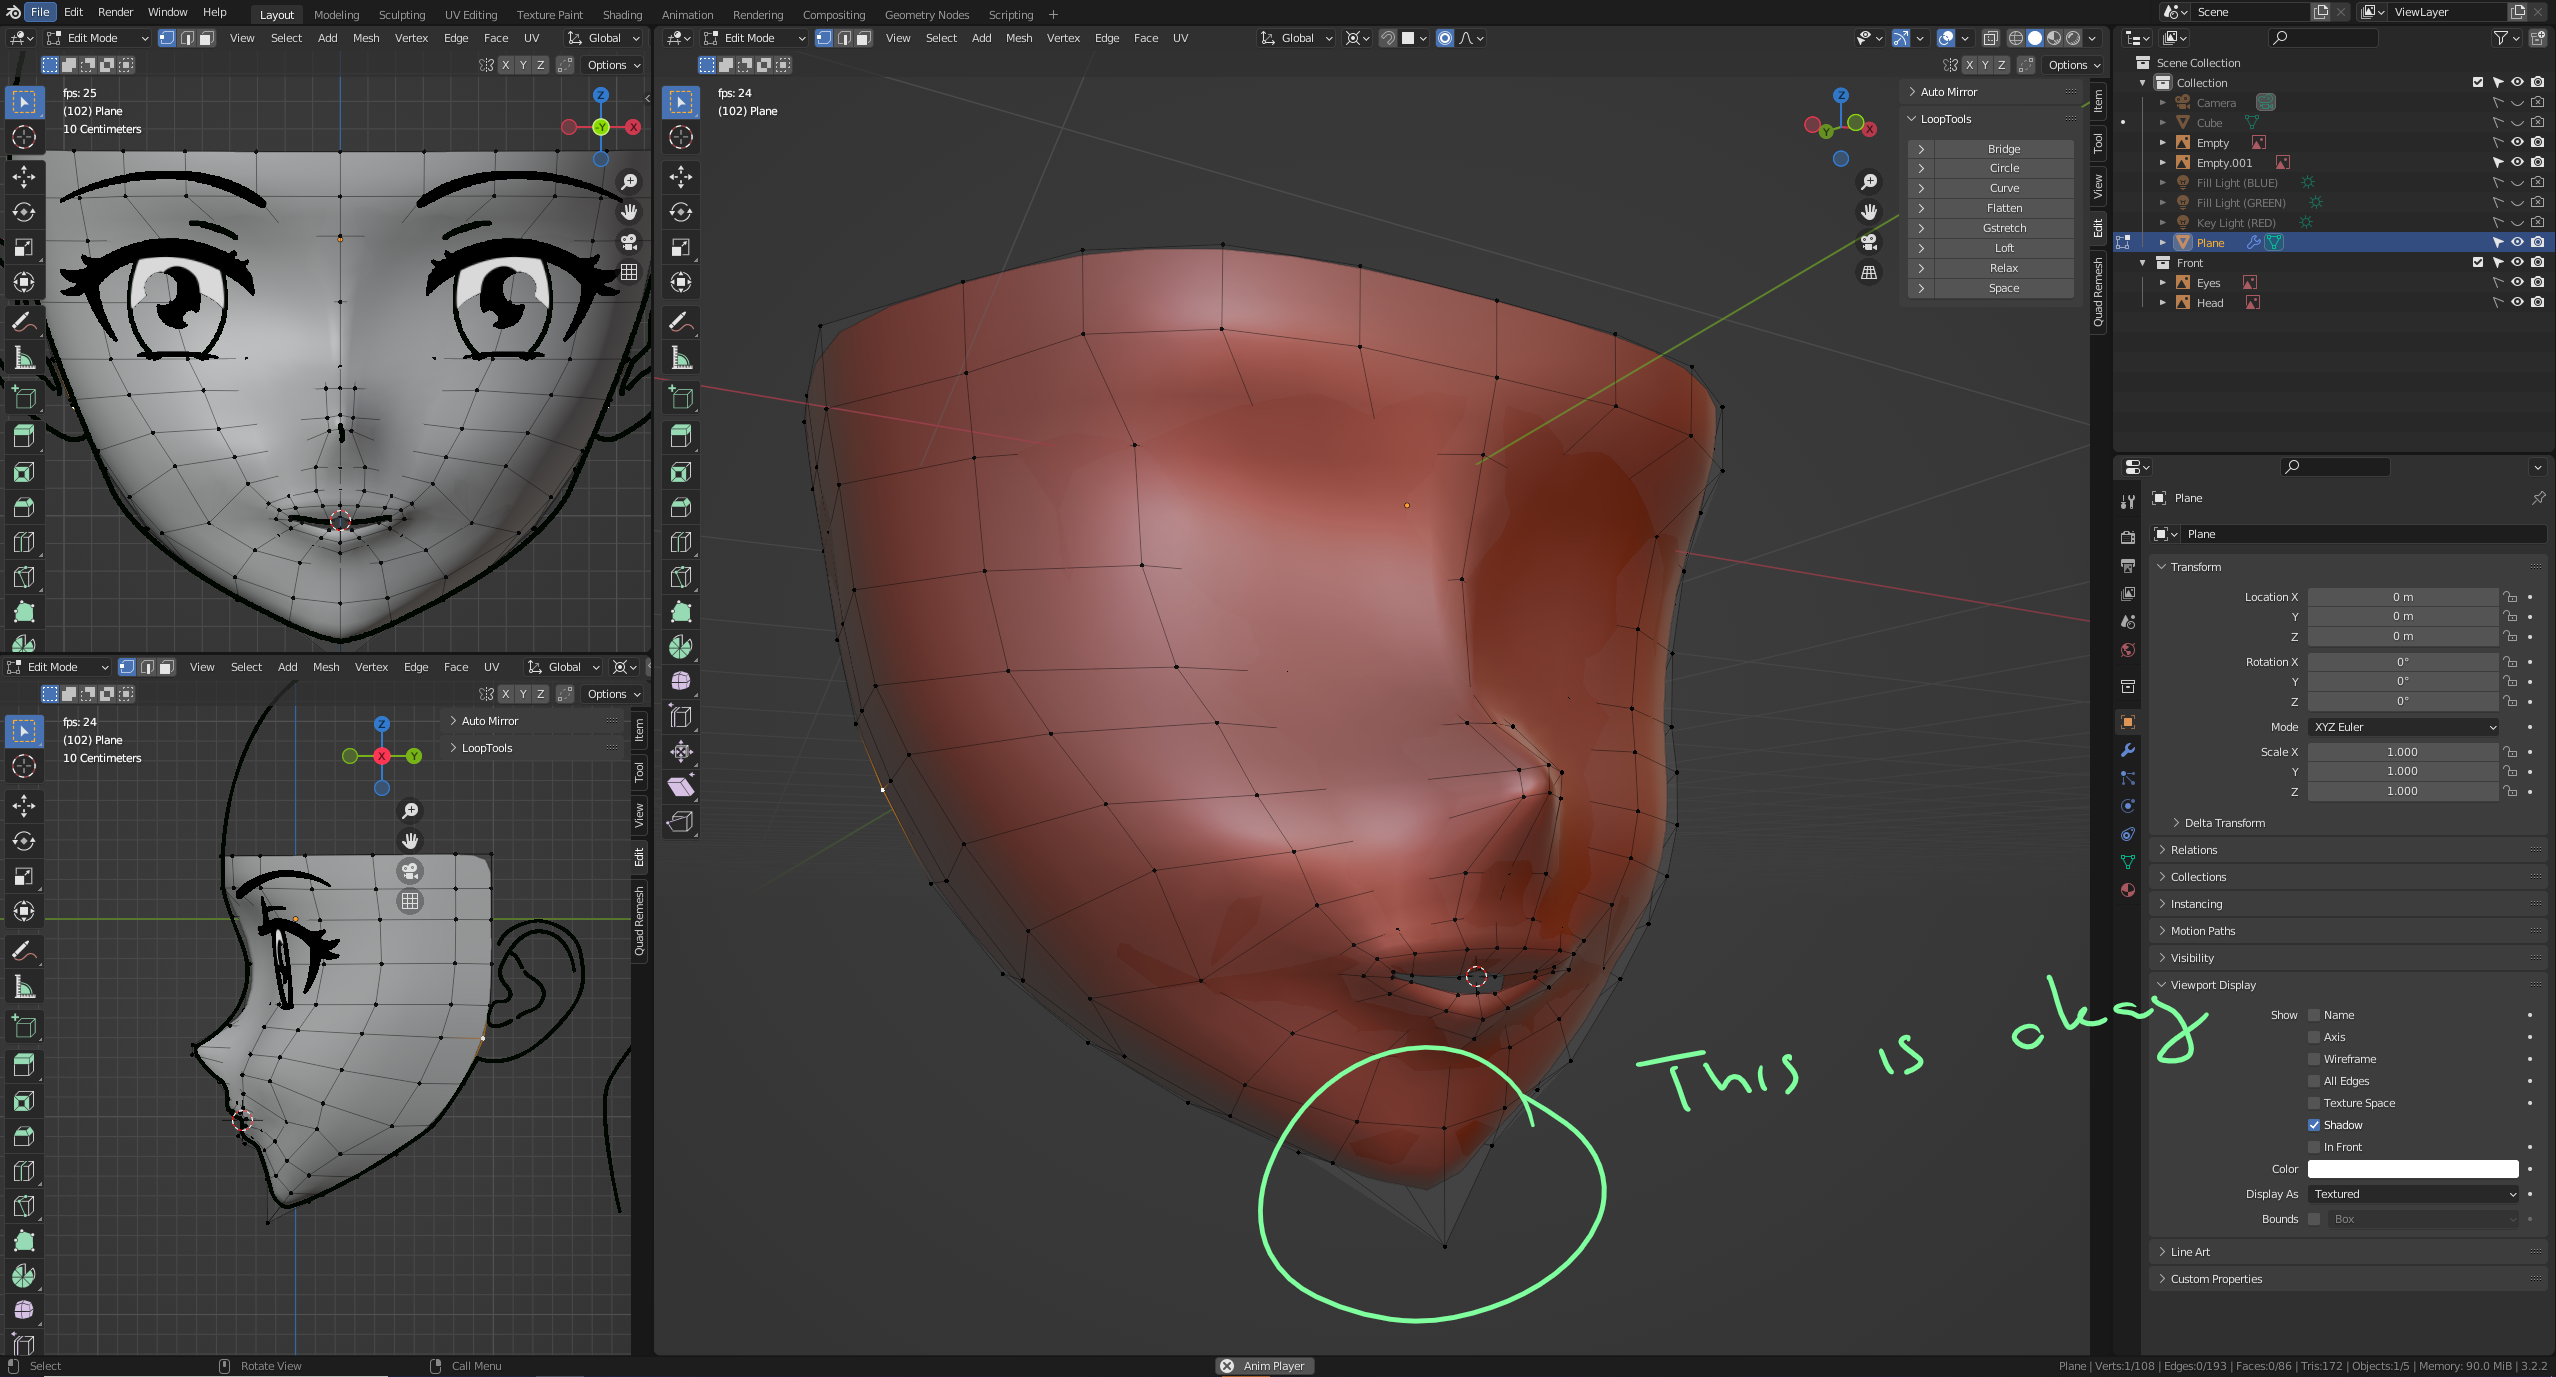 File Edit Render Window Help Layout Modeling Sculpting UV Editing Texture Paint Shading Animation Rendering Compositing Geometry Nodes Scripting + Scene ViewLayer
Edit Mode View Select Add Mesh Vertex Edge Face UV Global
X Y Z Options
fps: 25
(102) Plane
10 Centimeters
Z
-Y X
Edit Mode View Select Add Mesh Vertex Edge Face UV Global
X Y Z Options
fps: 24
(102) Plane
Z
Y X
Auto Mirror
LoopTools
Bridge
Circle
Curve
Flatten
Gstretch
Loft
Relax
Space
Item
Tool
View
Edit
Quad Remesh
This is okay
Edit Mode View Select Add Mesh Vertex Edge Face UV Global
X Y Z Options
fps: 24
(102) Plane
10 Centimeters
Z
X Y
Auto Mirror
LoopTools
Item
Tool
View
Edit
Quad Remesh
Scene Collection
Collection
Camera
Cube
Empty
Empty.001
Fill Light (BLUE)
Fill Light (GREEN)
Key Light (RED)
Plane
Front
Eyes
Head
Plane
Plane
Transform
Location X 0 m
Y 0 m
Z 0 m
Rotation X 0°
Y 0°
Z 0°
Mode XYZ Euler
Scale X 1.000
Y 1.000
Z 1.000
Delta Transform
Relations
Collections
Instancing
Motion Paths
Visibility
Viewport Display
Show Name
Axis
Wireframe
All Edges
Texture Space
Shadow
In Front
Color
Display As Textured
Bounds Box
Line Art
Custom Properties
Select Rotate View Call Menu Anim Player Plane | Verts:1/108 | Edges:0/193 | Faces:0/86 | Tris:172 | Objects:1/5 | Memory: 90.0 MiB | 3.2.2